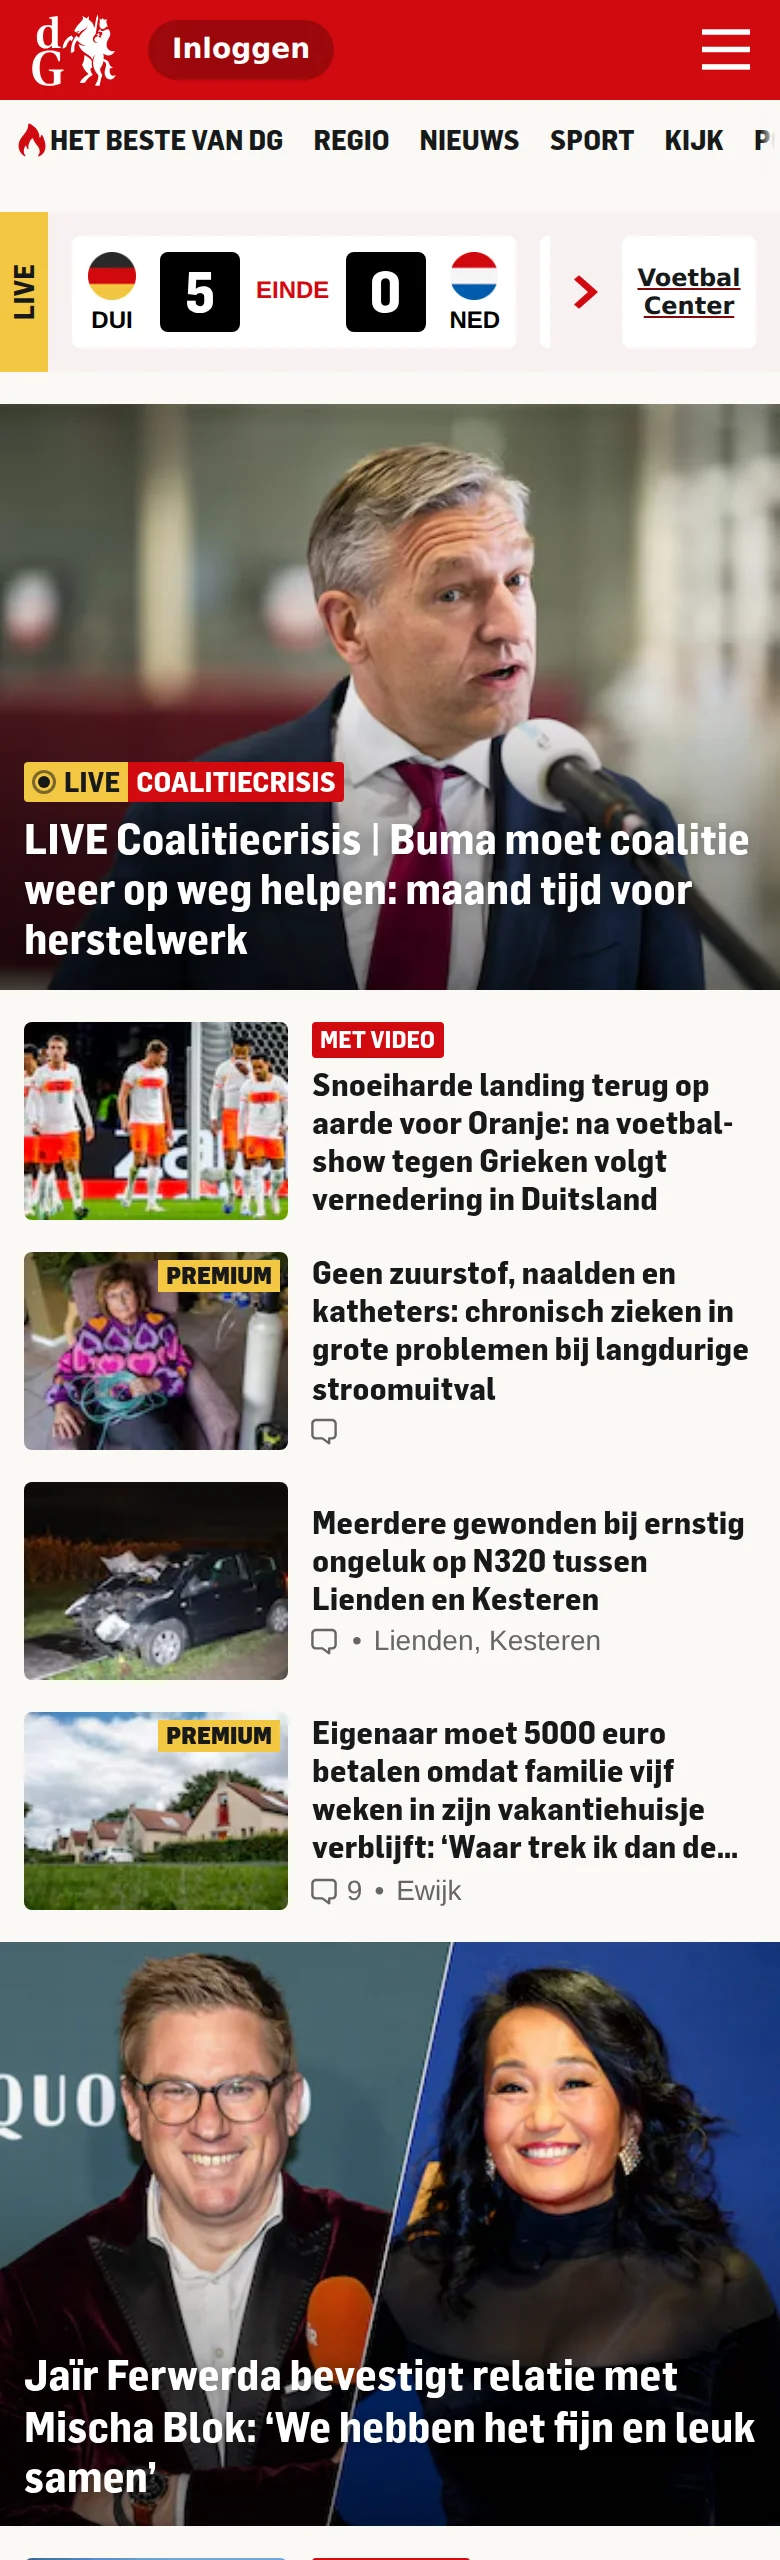 dG
Inloggen
HET BESTE VAN DG REGIO NIEUWS SPORT KIJK
LIVE
DUI 5 EINDE 0 NED
Voetbal
Center
LIVE COALITIECRISIS
LIVE Coalitiecrisis | Buma moet coalitie
weer op weg helpen: maand tijd voor
herstelwerk
MET VIDEO
Snoeiharde landing terug op
aarde voor Oranje: na voetbal-
show tegen Grieken volgt
vernedering in Duitsland
PREMIUM
Geen zuurstof, naalden en
katheters: chronisch zieken in
grote problemen bij langdurige
stroomuitval
Meerdere gewonden bij ernstig
ongeluk op N320 tussen
Lienden en Kesteren
• Lienden, Kesteren
PREMIUM
Eigenaar moet 5000 euro
betalen omdat familie vijf
weken in zijn vakantiehuisje
verblijft: ‘Waar trek ik dan de...
9 • Ewijk
QUO
Jaïr Ferwerda bevestigt relatie met
Mischa Blok: ‘We hebben het fijn en leuk
samen’